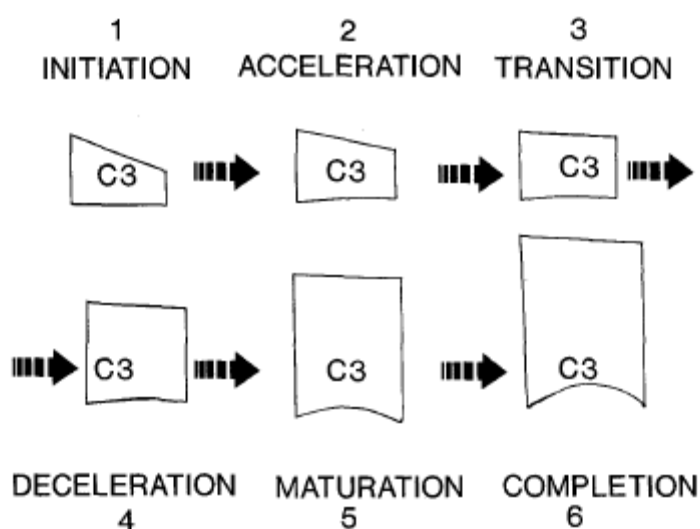 1 2 3
INITIATION ACCELERATION TRANSITION
C3 C3 C3
C3 C3 C3
DECELERATION MATURATION COMPLETION
4 5 6